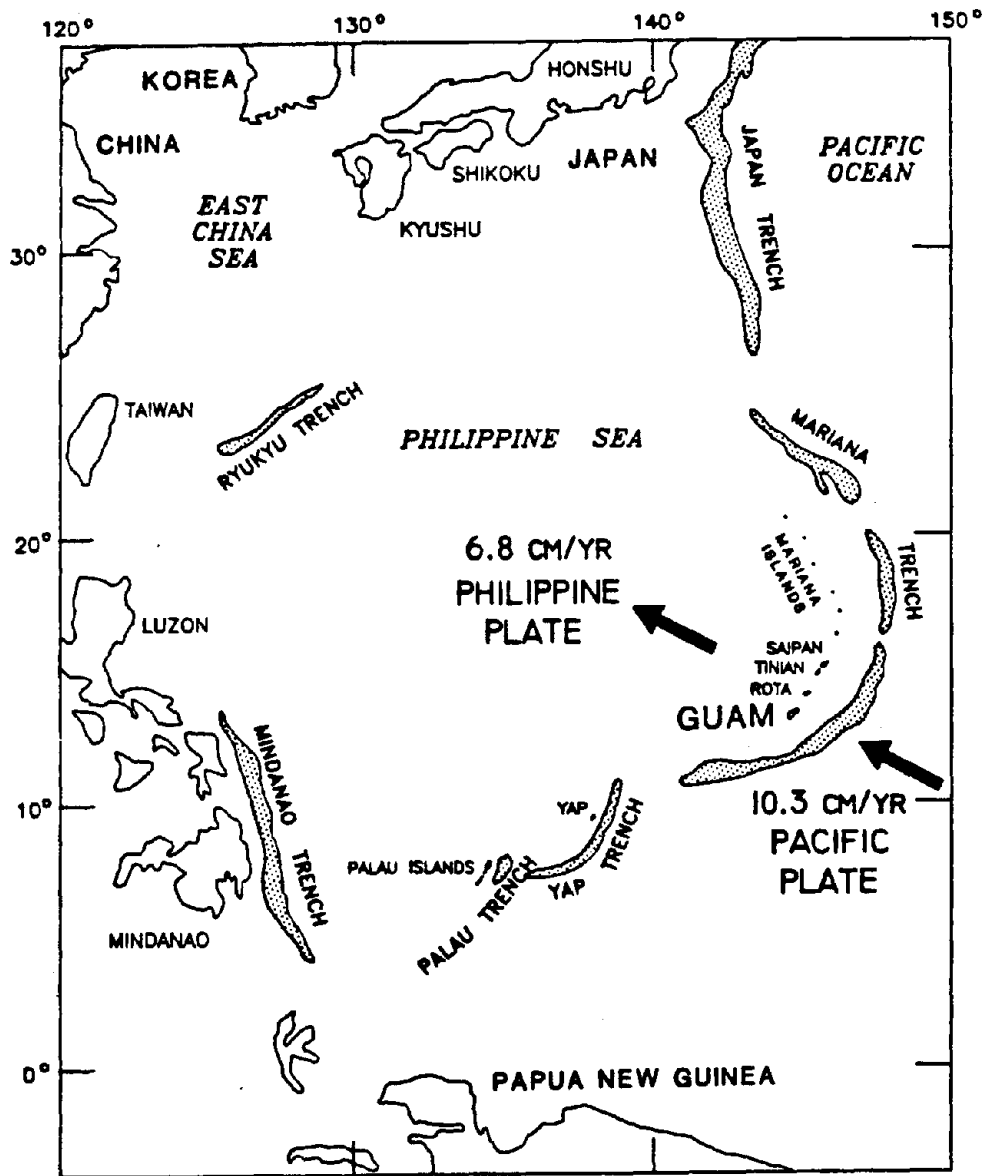 120°
130°
140°
150°
KOREA
HONSHU
CHINA
SHIKOKU
JAPAN
JAPAN TRENCH
PACIFIC
OCEAN
EAST
CHINA
SEA
KYUSHU
30°
TAIWAN
RYUKYU TRENCH
PHILIPPINE SEA
MARIANA
20°
6.8 CM/YR
PHILIPPINE
PLATE
MARIANA
ISLANDS
TRENCH
LUZON
SAIPAN
TINIAN
ROTA
GUAM
MINDANAO TRENCH
10°
10.3 CM/YR
PACIFIC
PLATE
YAP
YAP TRENCH
PALAU ISLANDS
PALAU TRENCH
MINDANAO
0°
PAPUA NEW GUINEA